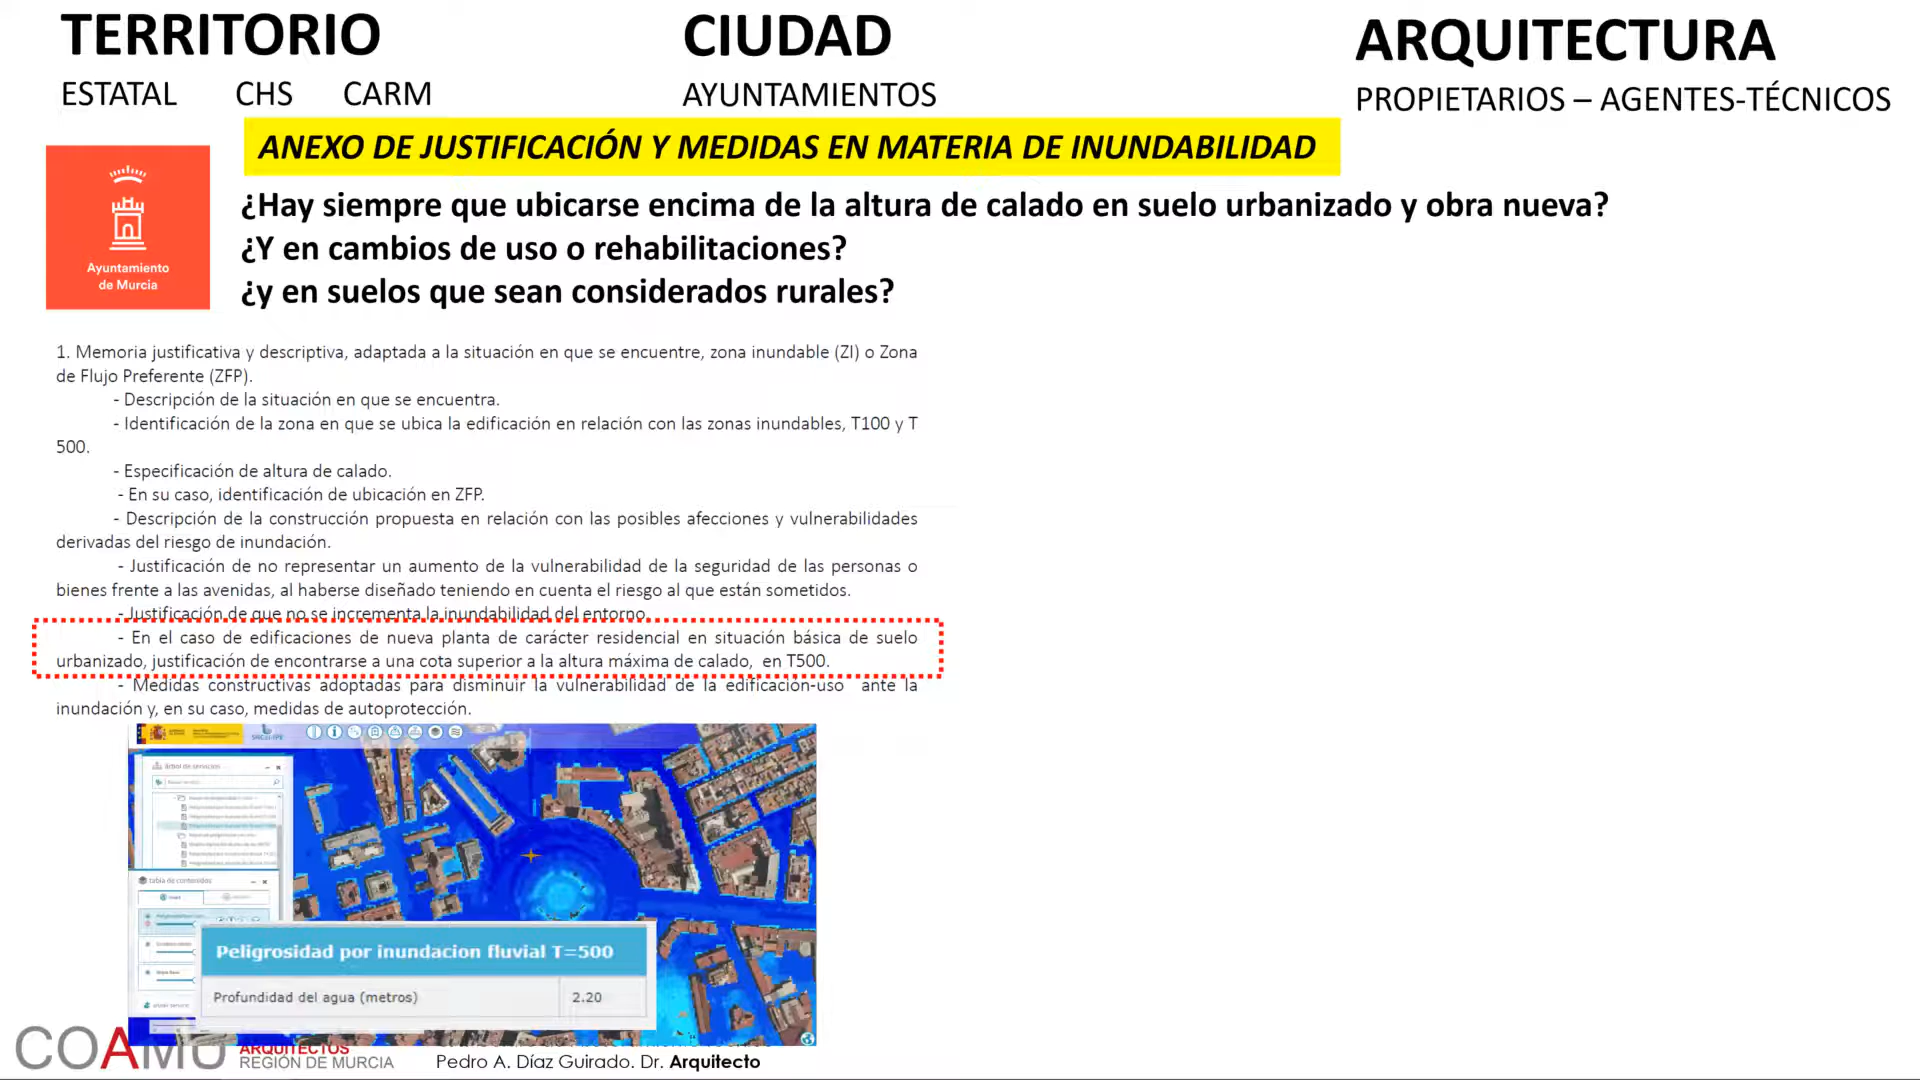 TERRITORIO
CIUDAD
ARQUITECTURA
ESTATAL CHS CARM
AYUNTAMIENTOS
PROPIETARIOS – AGENTES-TÉCNICOS
ANEXO DE JUSTIFICACIÓN Y MEDIDAS EN MATERIA DE INUNDABILIDAD
Ayuntamiento
de Murcia
¿Hay siempre que ubicarse encima de la altura de calado en suelo urbanizado y obra nueva?
¿Y en cambios de uso o rehabilitaciones?
¿y en suelos que sean considerados rurales?
1. Memoria justificativa y descriptiva, adaptada a la situación en que se encuentre, zona inundable (ZI) o Zona
de Flujo Preferente (ZFP).
- Descripción de la situación en que se encuentra.
- Identificación de la zona en que se ubica la edificación en relación con las zonas inundables, T100 y T
500.
- Especificación de altura de calado.
- En su caso, identificación de ubicación en ZFP.
- Descripción de la construcción propuesta en relación con las posibles afecciones y vulnerabilidades
derivadas del riesgo de inundación.
- Justificación de no representar un aumento de la vulnerabilidad de la seguridad de las personas o
bienes frente a las avenidas, al haberse diseñado teniendo en cuenta el riesgo al que están sometidos.
- Justificación de que no se incrementa la inundabilidad del entorno.
- En el caso de edificaciones de nueva planta de carácter residencial en situación básica de suelo
urbanizado, justificación de encontrarse a una cota superior a la altura máxima de calado, en T500.
- Medidas constructivas adoptadas para disminuir la vulnerabilidad de la edificación-uso ante la
inundación y, en su caso, medidas de autoprotección.
árbol de servicios
tabla de contenidos
Peligrosidad por inundacion fluvial T=500
Profundidad del agua (metros) 2.20
COAMU
ARQUITECTOS
REGIÓN DE MURCIA
Pedro A. Díaz Guirado. Dr. Arquitecto